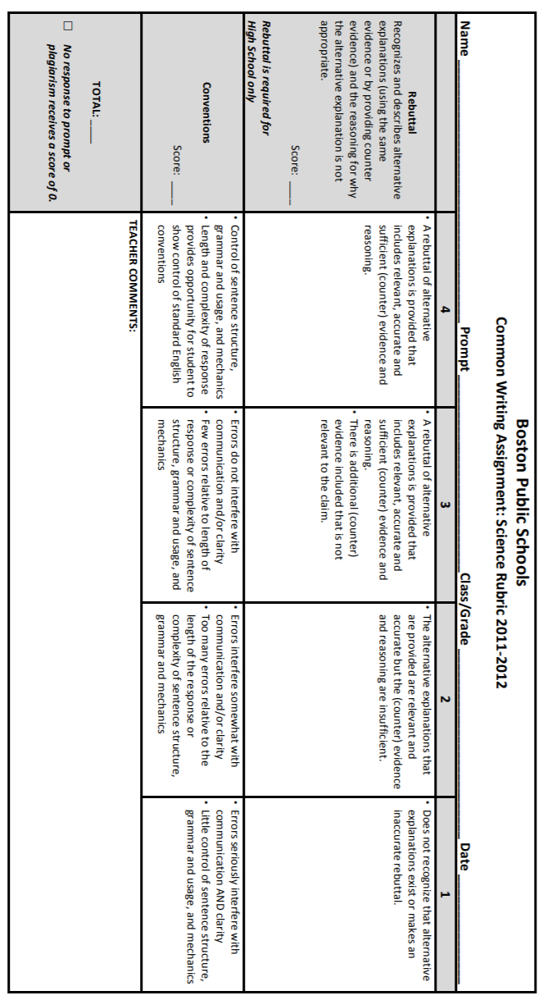 Boston Public Schools
Common Writing Assignment: Science Rubric 2011-2012
Name ____________ Prompt ____________ Class/Grade ____________ Date ____________
4
3
2
1
Rebuttal
Recognizes and describes alternative
explanations (using the same
evidence or by providing counter
evidence) and the reasoning for why
the alternative explanation is not
appropriate.
Score: ____
Rebuttal is required for
High School only
• A rebuttal of alternative
explanations is provided that
includes relevant, accurate and
sufficient (counter) evidence and
reasoning.
• A rebuttal of alternative
explanations is provided that
includes relevant, accurate and
sufficient (counter) evidence and
reasoning.
• There is additional (counter)
evidence included that is not
relevant to the claim.
• The alternative explanations that
are provided are relevant and
accurate but the (counter) evidence
and reasoning are insufficient.
• Does not recognize that alternative
explanations exist or makes an
inaccurate rebuttal.
Conventions
Score: ____
• Control of sentence structure,
grammar and usage, and mechanics
• Length and complexity of response
provides opportunity for student to
show control of standard English
conventions
• Errors do not interfere with
communication and/or clarity
• Few errors relative to length of
response or complexity of sentence
structure, grammar and usage, and
mechanics
• Errors interfere somewhat with
communication and/or clarity
• Too many errors relative to the
length of the response or
complexity of sentence structure,
grammar and mechanics
• Errors seriously interfere with
communication AND clarity
• Little control of sentence structure,
grammar and usage, and mechanics
TOTAL: ____
☐ No response to prompt or
plagiarism receives a score of 0.
TEACHER COMMENTS: